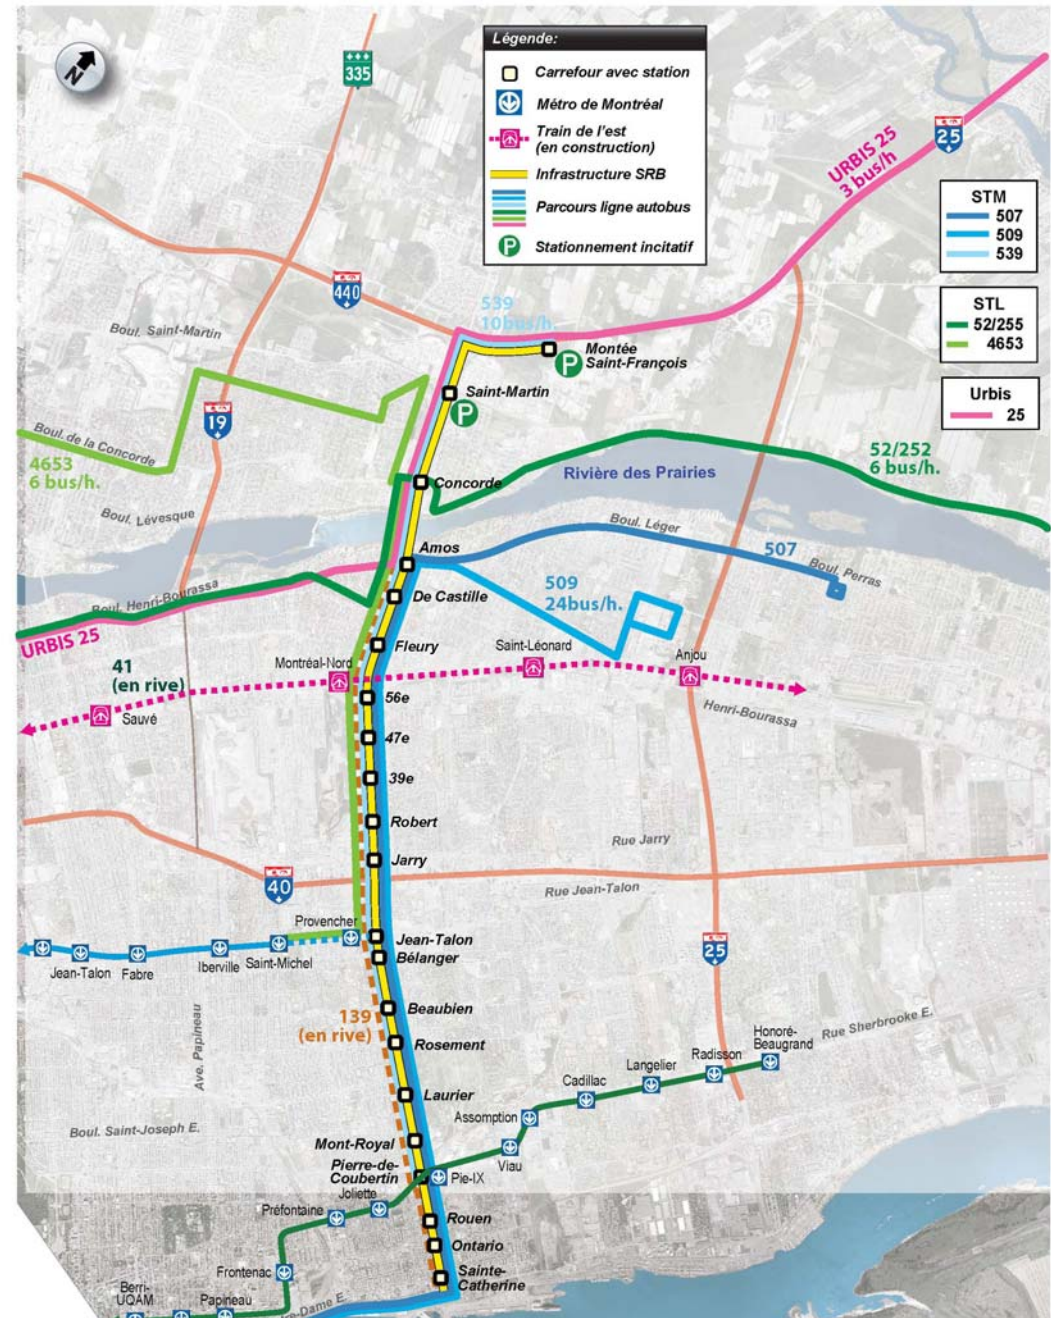 Légende:
Carrefour avec station
Métro de Montréal
Train de l'est
(en construction)
Infrastructure SRB
Parcours ligne autobus
P
Stationnement incitatif
N
335
URBIS 25
3 bus/h
25
STM
507
509
539
STL
52/255
4653
Urbis
25
440
539
10bus/h.
Boul. Saint-Martin
Montée
Saint-François
P
Saint-Martin
P
19
Boul. de la Concorde
4653
6 bus/h.
52/252
6 bus/h.
Rivière des Prairies
Concorde
Boul. Lévesque
Boul. Léger
Amos
507
Boul. Perras
509
24bus/h.
Boul. Henri-Bourassa
De Castille
URBIS 25
Fleury
Saint-Léonard
Montréal-Nord
Anjou
41
(en rive)
Sauvé
56e
Henri-Bourassa
47e
39e
Robert
Rue Jarry
Jarry
40
Rue Jean-Talon
Provencher
Jean-Talon
Bélanger
25
Jean-Talon
Fabre
Iberville
Saint-Michel
Beaubien
139
(en rive)
Rosement
Ave. Papineau
Rue Sherbrooke E.
Honoré-
Beaugrand
Radisson
Langelier
Cadillac
Laurier
Assomption
Boul. Saint-Joseph E.
Mont-Royal
Viau
Pierre-de-
Coubertin
Pie-IX
Joliette
Préfontaine
Rouen
Ontario
Frontenac
Sainte-
Catherine
Berri-
UQAM
Papineau